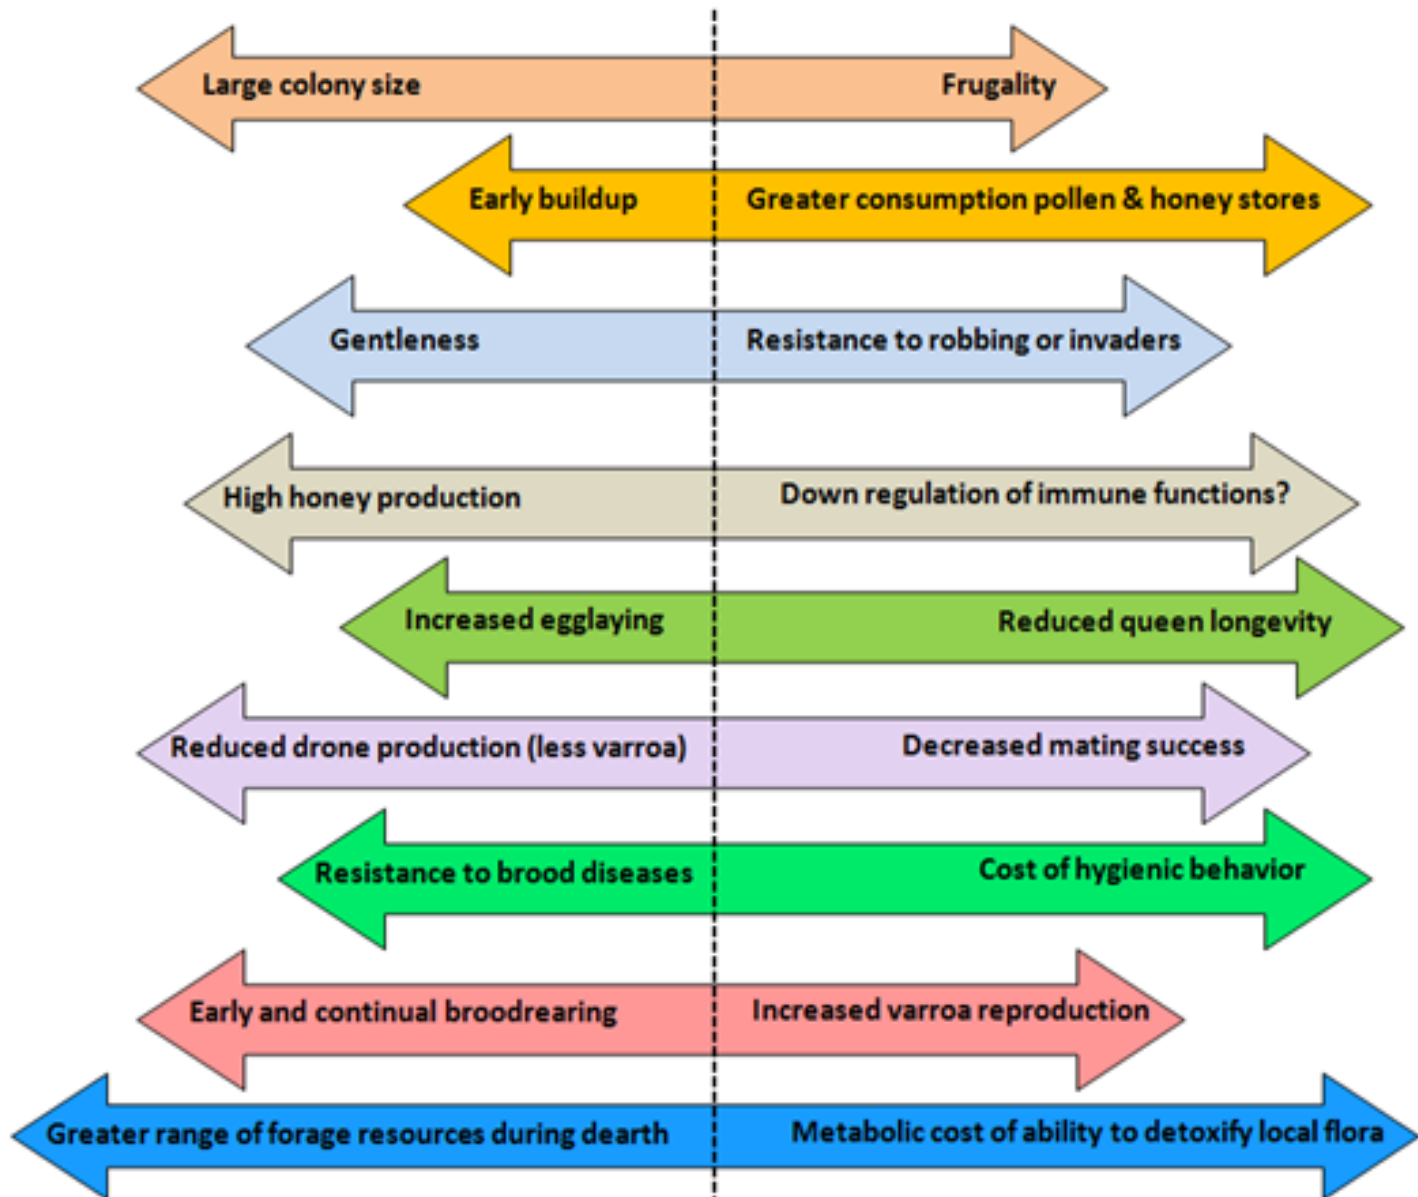 Large colony size
Frugality
Early buildup
Greater consumption pollen & honey stores
Gentleness
Resistance to robbing or invaders
High honey production
Down regulation of immune functions?
Increased egglaying
Reduced queen longevity
Reduced drone production (less varroa)
Decreased mating success
Resistance to brood diseases
Cost of hygienic behavior
Early and continual broodrearing
Increased varroa reproduction
Greater range of forage resources during dearth
Metabolic cost of ability to detoxify local flora